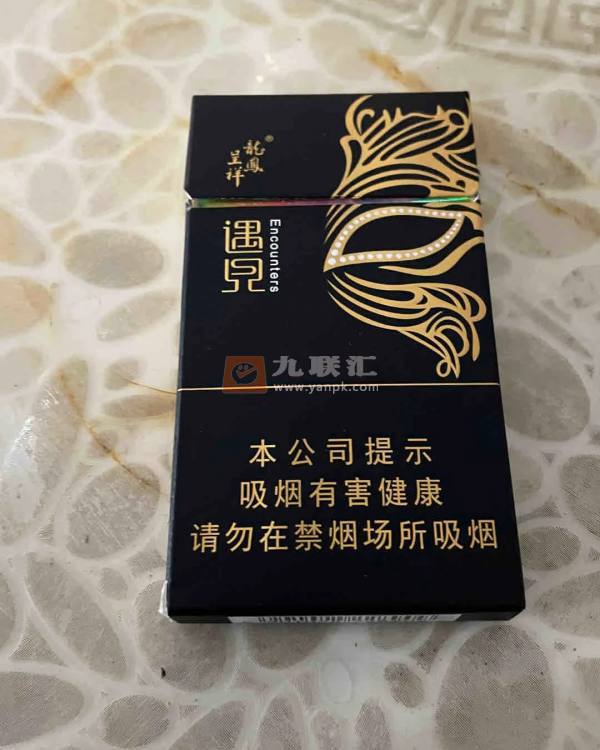 龍鳳®
呈祥
遇見
Encounters
九联汇
www.yanpk.com
本公司提示
吸烟有害健康
请勿在禁烟场所吸烟